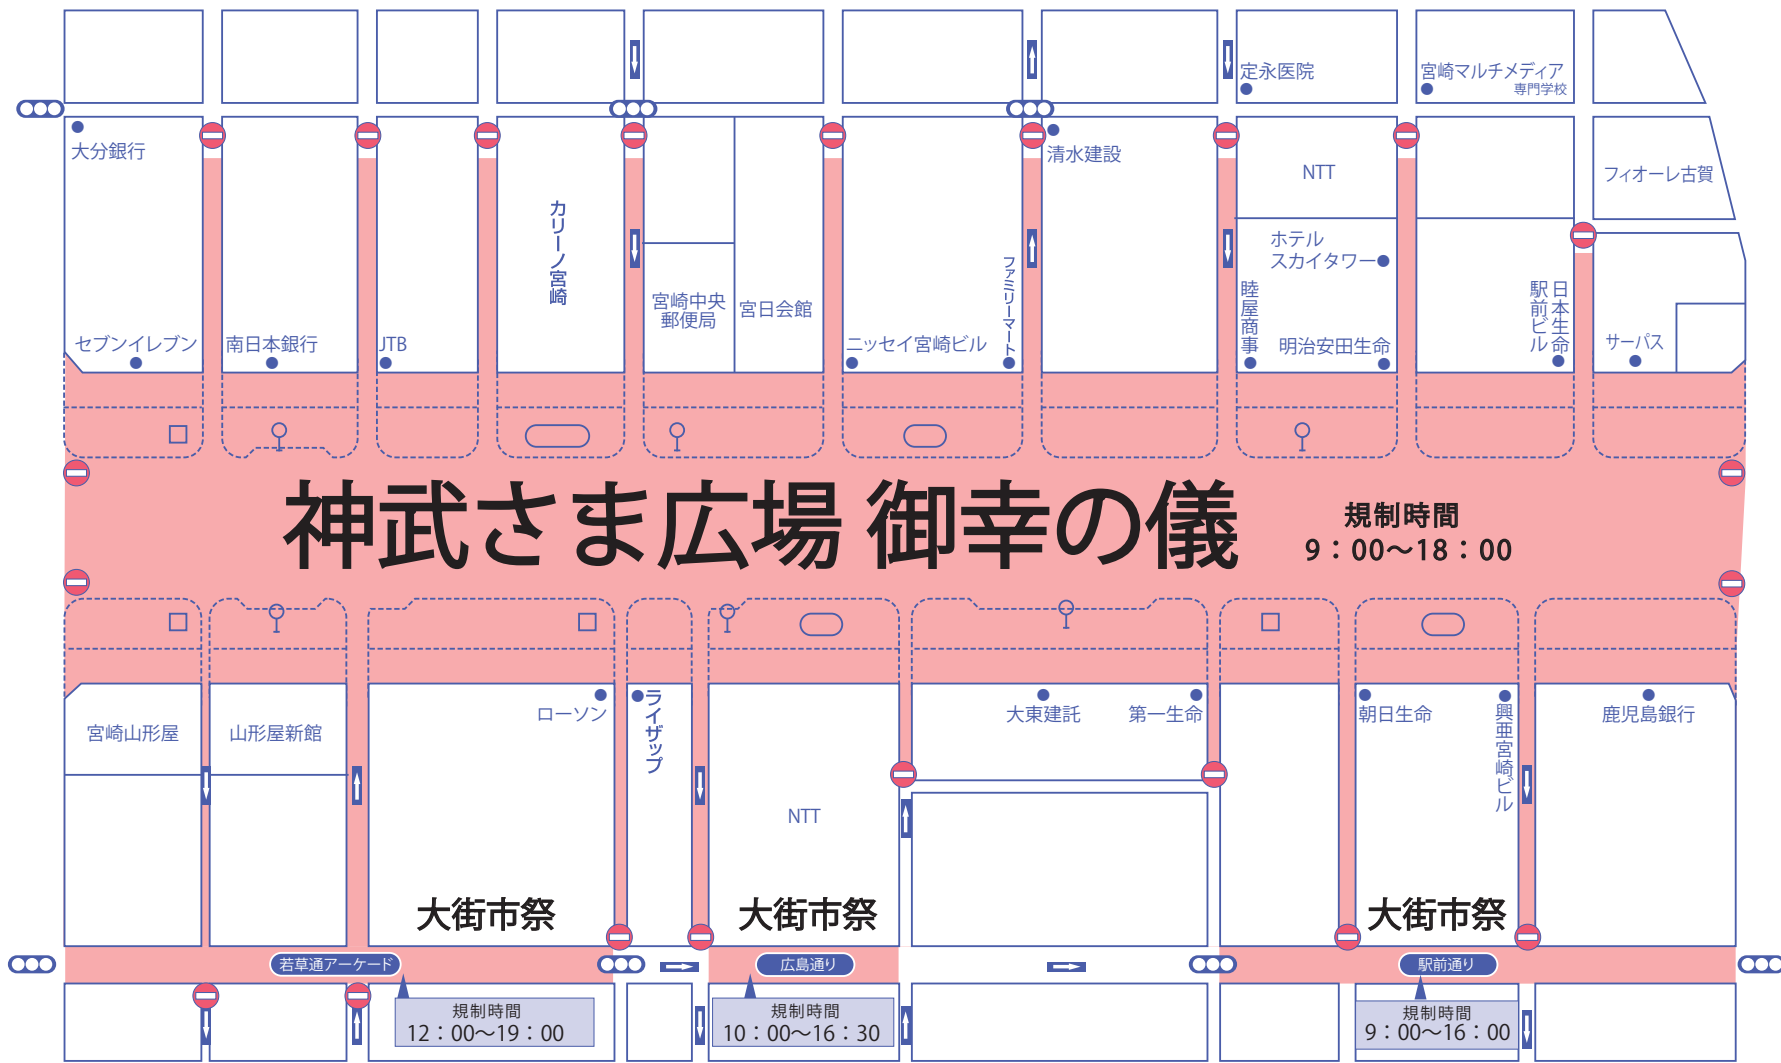 定永医院
宮崎マルチメディア
専門学校
大分銀行
清水建設
NTT
フィオーレ古賀
カリーノ宮崎
ホテル
スカイタワー
ファミリーマート
宮崎中央
郵便局
宮日会館
睦屋商事
日本生命
駅前ビル
セブンイレブン
南日本銀行
JTB
ニッセイ宮崎ビル
明治安田生命
サーパス
神武さま広場 御幸の儀
規制時間
9：00〜18：00
ローソン
ライザップ
大東建託
第一生命
朝日生命
興亜宮崎ビル
鹿児島銀行
宮崎山形屋
山形屋新館
NTT
大街市祭
大街市祭
大街市祭
若草通アーケード
広島通り
駅前通り
規制時間
12：00〜19：00
規制時間
10：00〜16：30
規制時間
9：00〜16：00